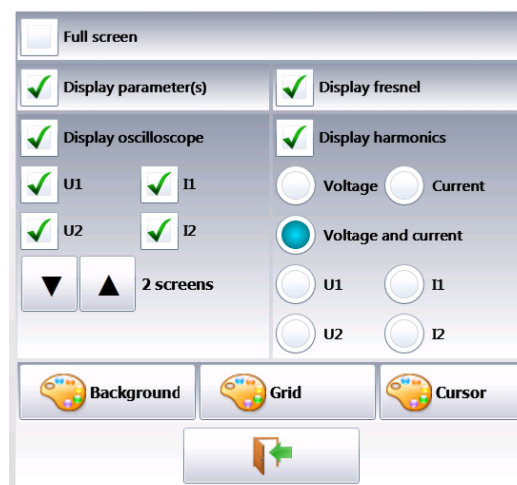 Full screen
Display parameter(s)
Display fresnel
Display oscilloscope
Display harmonics
U1 I1
Voltage Current
U2 I2
Voltage and current
2 screens
U1 I1
U2 I2
Background Grid Cursor